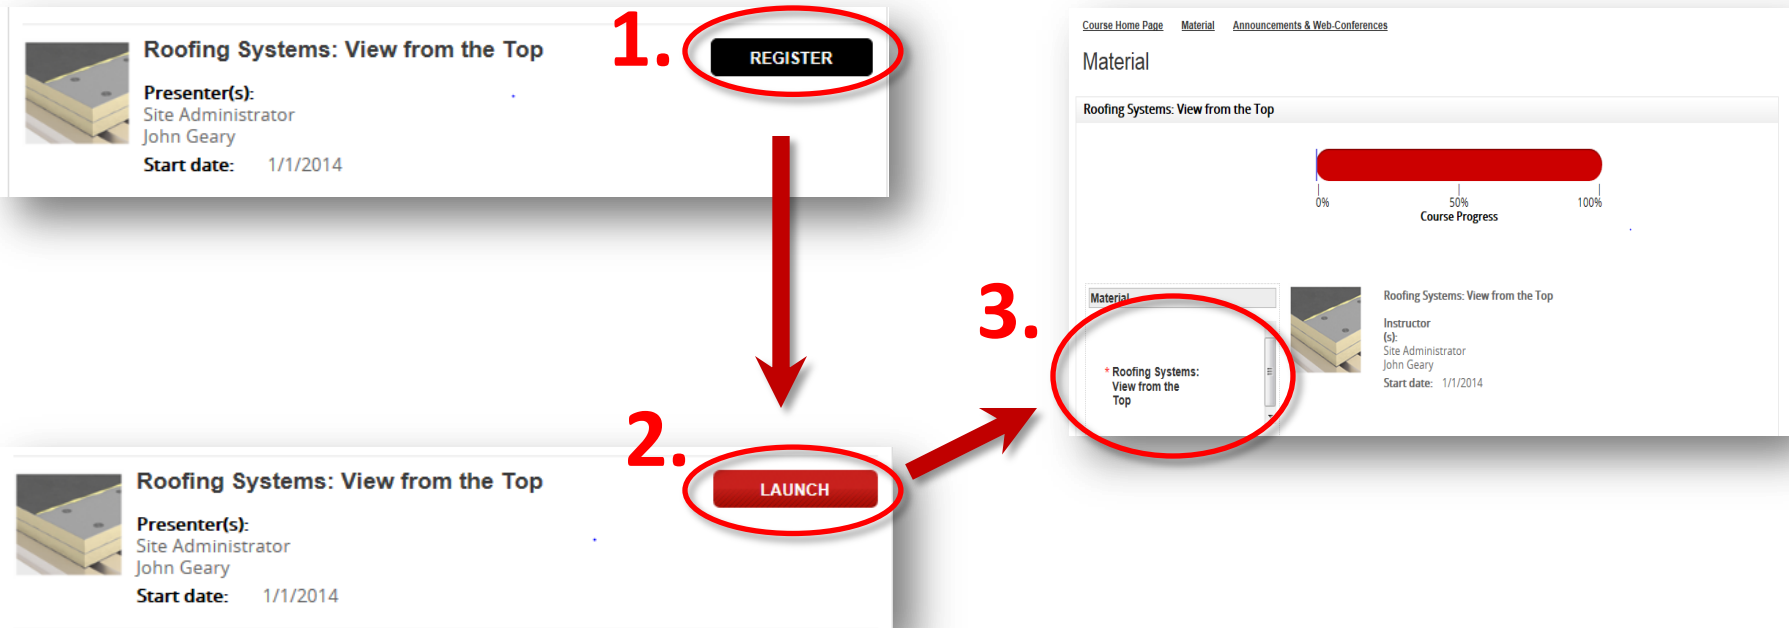 1.
Roofing Systems: View from the Top
REGISTER
Presenter(s):
Site Administrator
John Geary
Start date: 1/1/2014
2.
Roofing Systems: View from the Top
LAUNCH
Presenter(s):
Site Administrator
John Geary
Start date: 1/1/2014
3.
Course Home Page Material Announcements & Web-Conferences
Material
Roofing Systems: View from the Top
0% 50% 100%
Course Progress
Material
* Roofing Systems:
View from the
Top
Roofing Systems: View from the Top
Instructor
(s):
Site Administrator
John Geary
Start date: 1/1/2014